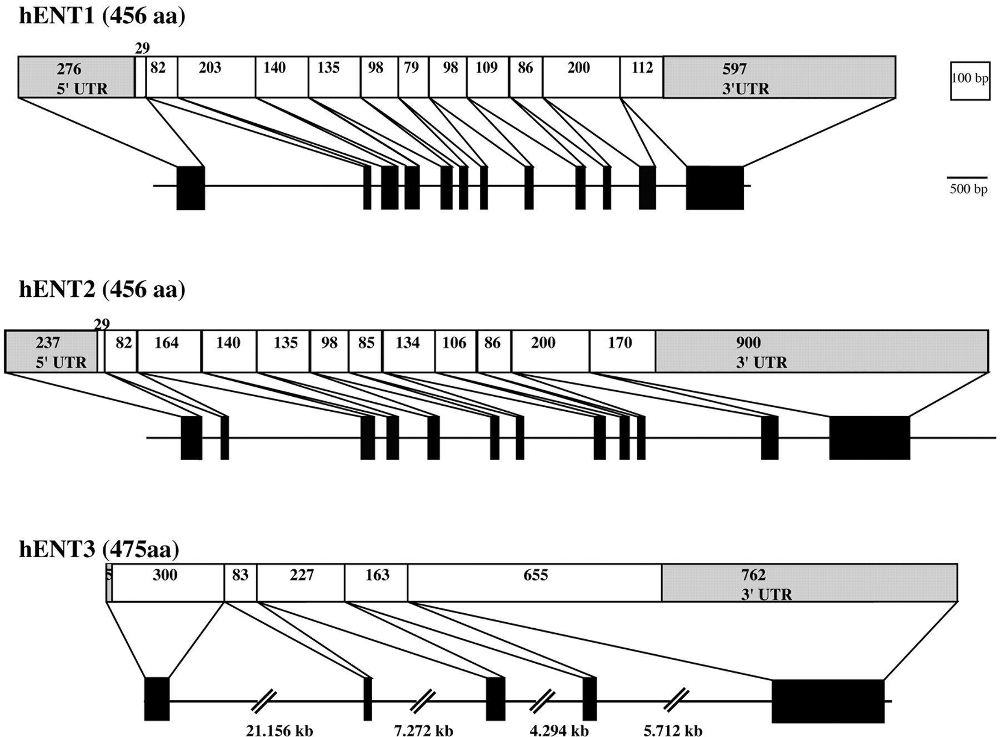 hENT1 (456 aa)
29
276 82 203 140 135 98 79 98 109 86 200 112 597
5' UTR 3'UTR
100 bp
500 bp
hENT2 (456 aa)
29
237 82 164 140 135 98 85 134 106 86 200 170 900
5' UTR 3' UTR
hENT3 (475aa)
5 300 83 227 163 655 762
3' UTR
21.156 kb 7.272 kb 4.294 kb 5.712 kb